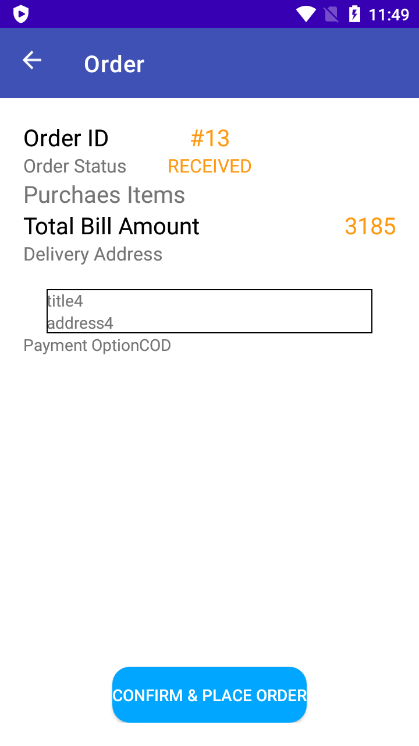 11:49
Order
Order ID #13
Order Status RECEIVED
Purchaes Items
Total Bill Amount 3185
Delivery Address
title4
address4
Payment OptionCOD
CONFIRM & PLACE ORDER